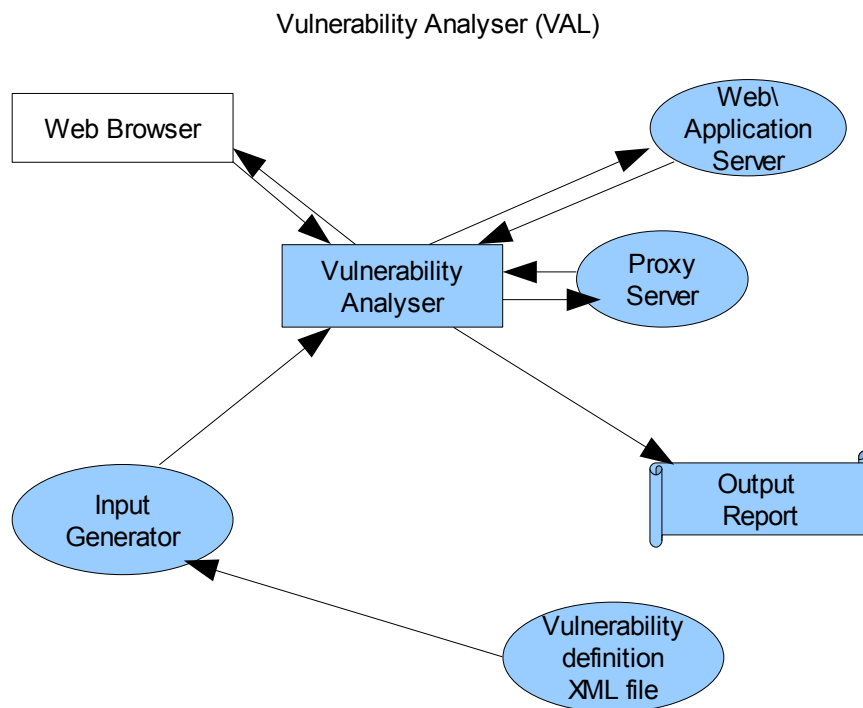 Vulnerability Analyser (VAL)
Web Browser
Web\
Application
Server
Vulnerability
Analyser
Proxy
Server
Input
Generator
Output
Report
Vulnerability
definition
XML file